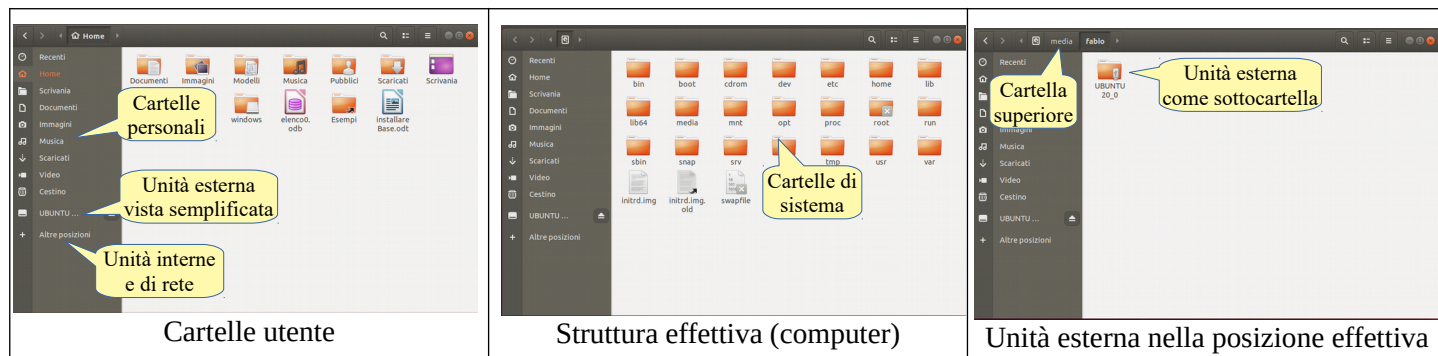 Home
Recenti
Home
Scrivania
Documenti
Immagini
Musica
Scaricati
Video
Cestino
UBUNTU ...
Altre posizioni
Documenti Immagini Modelli Musica Pubblici Scaricati Scrivania
windows elenco0. Esempi installare
odb Base.odt
Cartelle
personali
Unità esterna
vista semplificata
Unità interne
e di rete
Cartelle utente
Recenti
Home
Scrivania
Documenti
Immagini
Musica
Scaricati
Video
Cestino
UBUNTU ...
Altre posizioni
bin boot cdrom dev etc home lib
lib64 media mnt opt proc root run
sbin snap srv tmp usr var
initrd.img initrd.img. swapfile
old
Cartelle di
sistema
Struttura effettiva (computer)
media fabio
Recenti
Immagini
Musica
Scaricati
Video
Cestino
UBUNTU ...
Altre posizioni
UBUNTU
20_0
Cartella
superiore
Unità esterna
come sottocartella
Unità esterna nella posizione effettiva